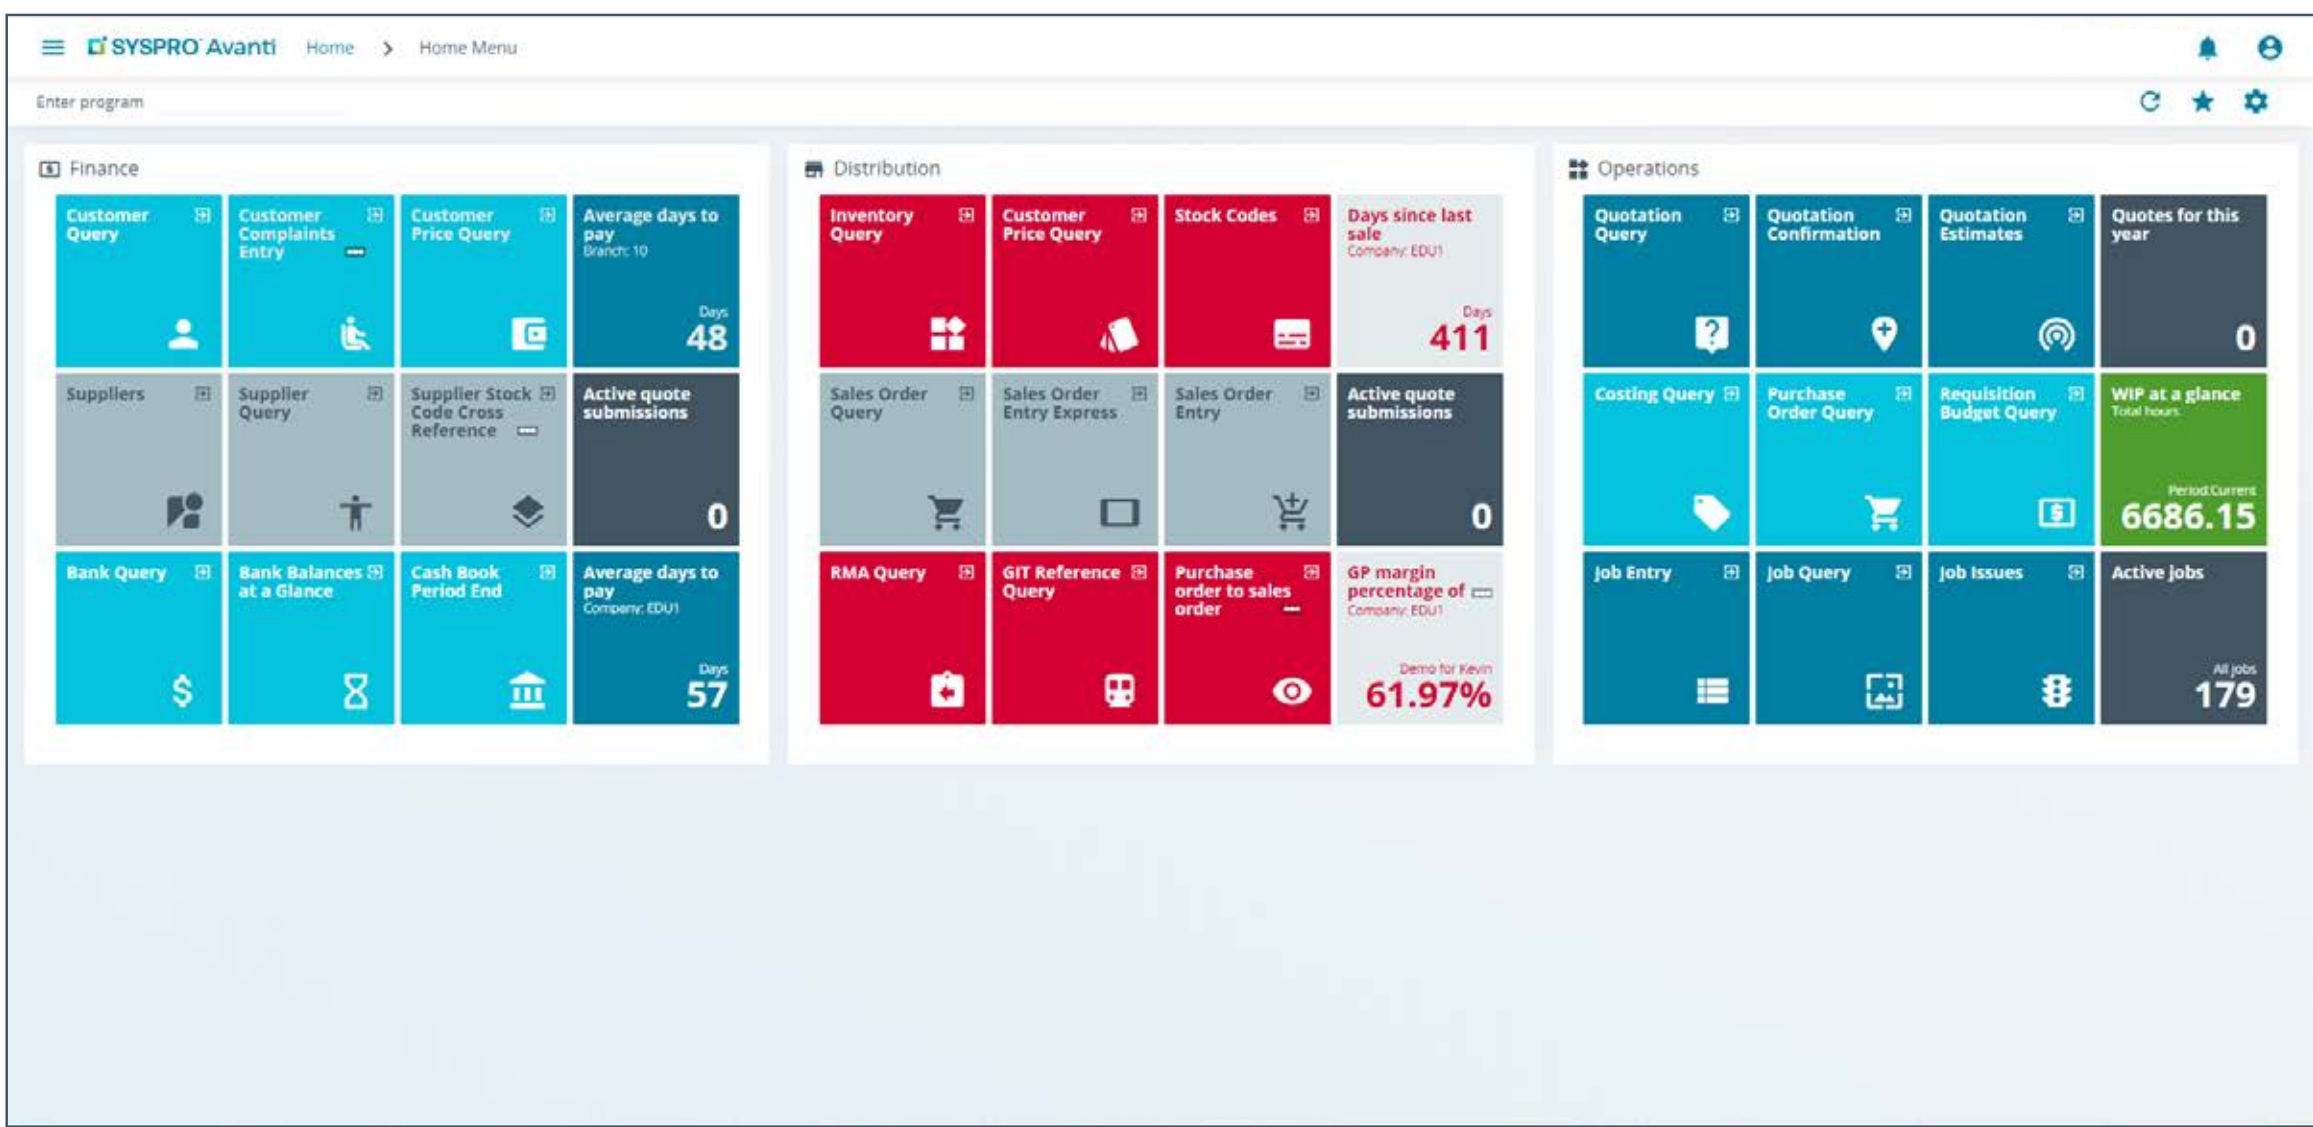 SYSPRO Avanti Home > Home Menu
Enter program
Finance
Customer
Query
Customer
Complaints
Entry
Customer
Price Query
Average days to
pay
Branch: 10
Days
48
Suppliers
Supplier
Query
Supplier Stock
Code Cross
Reference
Active quote
submissions
0
Bank Query
Bank Balances
at a Glance
Cash Book
Period End
Average days to
pay
Company: EDU1
Days
57
Distribution
Inventory
Query
Customer
Price Query
Stock Codes
Days since last
sale
Company: EDU1
Days
411
Sales Order
Query
Sales Order
Entry Express
Sales Order
Entry
Active quote
submissions
0
RMA Query
GIT Reference
Query
Purchase
order to sales
order
GP margin
percentage of
Company: EDU1
Demo for Kevin
61.97%
Operations
Quotation
Query
Quotation
Confirmation
Quotation
Estimates
Quotes for this
year
0
Costing Query
Purchase
Order Query
Requisition
Budget Query
WIP at a glance
Total hours
Period:Current
6686.15
Job Entry
Job Query
Job Issues
Active jobs
All jobs
179